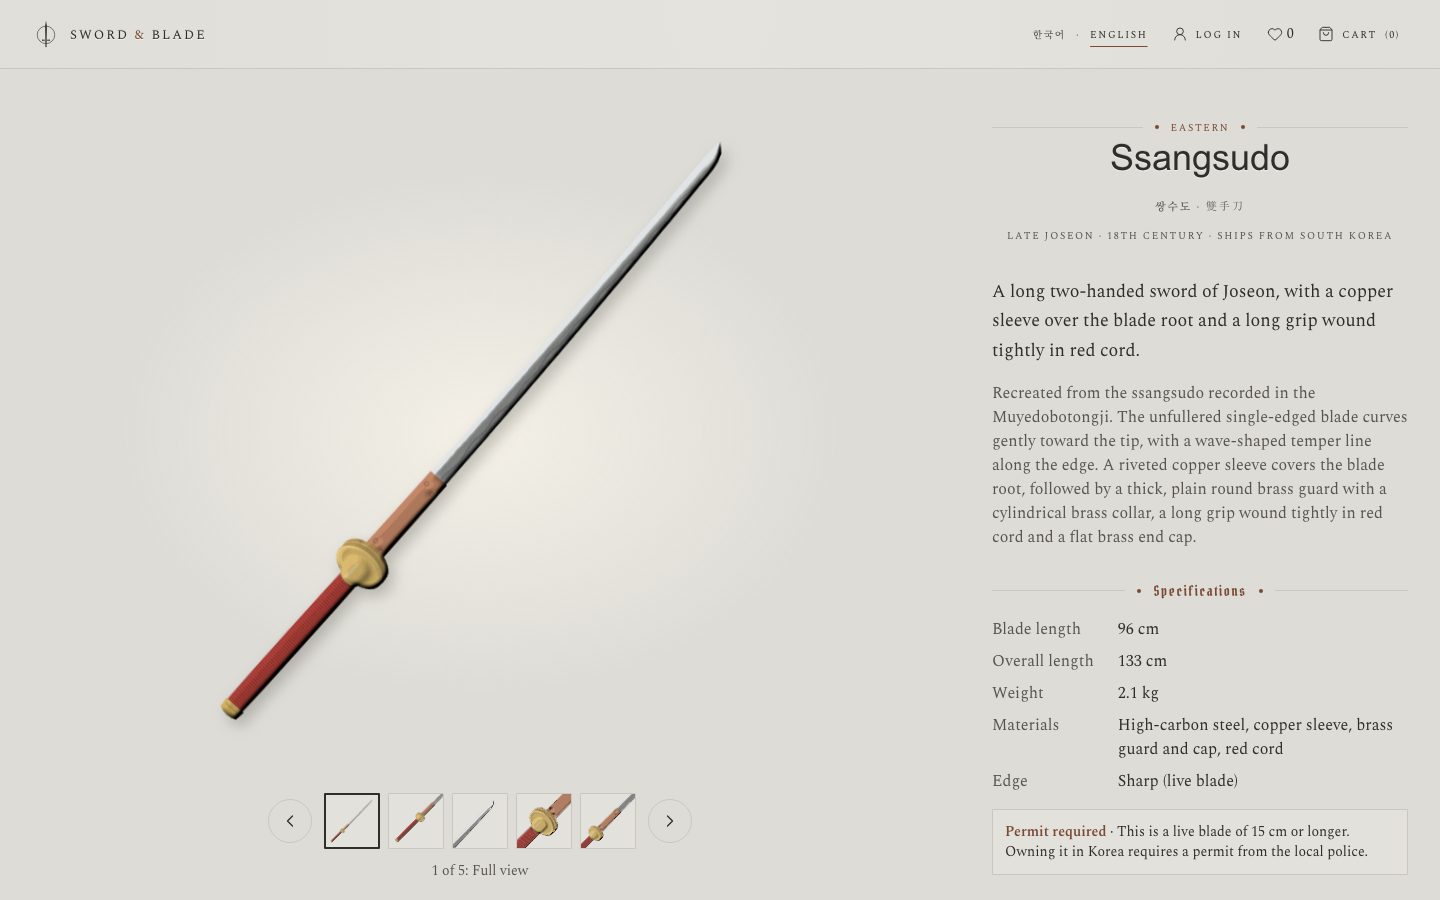 SWORD & BLADE
한국어 · ENGLISH LOG IN 0 CART (0)
EASTERN
Ssangsudo
쌍수도 · 雙手刀
LATE JOSEON · 18TH CENTURY · SHIPS FROM SOUTH KOREA
A long two-handed sword of Joseon, with a copper
sleeve over the blade root and a long grip wound
tightly in red cord.
Recreated from the ssangsudo recorded in the
Muyedobotongji. The unfullered single-edged blade curves
gently toward the tip, with a wave-shaped temper line
along the edge. A riveted copper sleeve covers the blade
root, followed by a thick, plain round brass guard with a
cylindrical brass collar, a long grip wound tightly in red
cord and a flat brass end cap.
Specifications
Blade length 96 cm
Overall length 133 cm
Weight 2.1 kg
Materials High-carbon steel, copper sleeve, brass
guard and cap, red cord
Edge Sharp (live blade)
Permit required · This is a live blade of 15 cm or longer.
Owning it in Korea requires a permit from the local police.
1 of 5: Full view